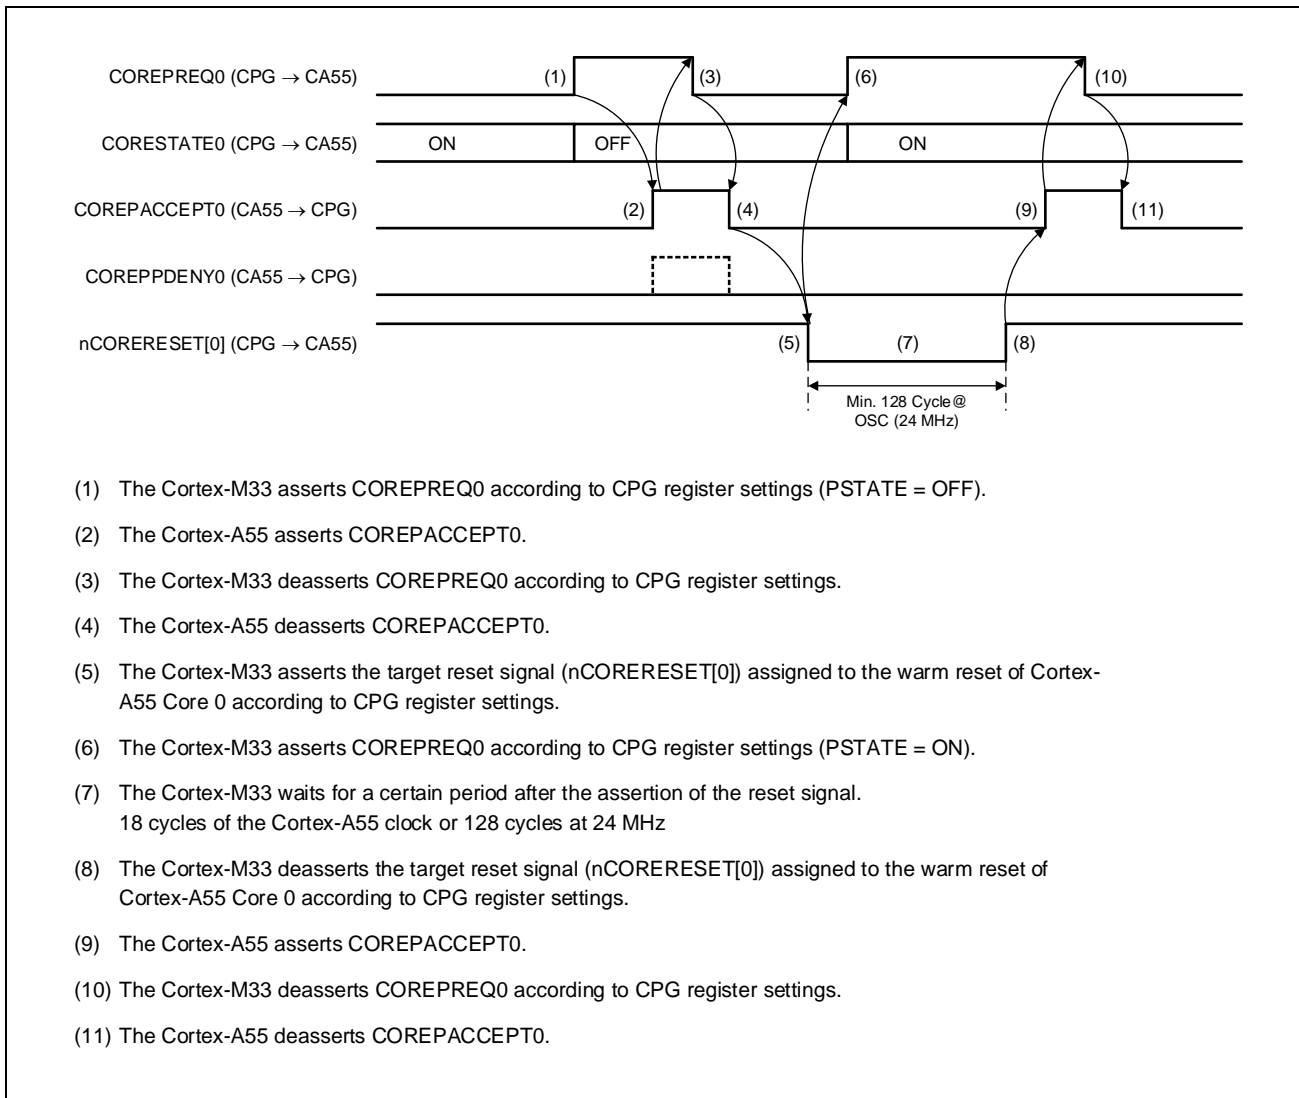 COREPREQ0 (CPG → CA55)
(1)
(3)
(6)
(10)
CORESTATE0 (CPG → CA55)
ON
OFF
ON
COREPACCEPT0 (CA55 → CPG)
(2)
(4)
(9)
(11)
COREPPDENY0 (CA55 → CPG)
nCORERESET[0] (CPG → CA55)
(5)
(7)
(8)
Min. 128 Cycle@
OSC (24 MHz)
(1) The Cortex-M33 asserts COREPREQ0 according to CPG register settings (PSTATE = OFF).
(2) The Cortex-A55 asserts COREPACCEPT0.
(3) The Cortex-M33 deasserts COREPREQ0 according to CPG register settings.
(4) The Cortex-A55 deasserts COREPACCEPT0.
(5) The Cortex-M33 asserts the target reset signal (nCORERESET[0]) assigned to the warm reset of Cortex-
A55 Core 0 according to CPG register settings.
(6) The Cortex-M33 asserts COREPREQ0 according to CPG register settings (PSTATE = ON).
(7) The Cortex-M33 waits for a certain period after the assertion of the reset signal.
18 cycles of the Cortex-A55 clock or 128 cycles at 24 MHz
(8) The Cortex-M33 deasserts the target reset signal (nCORERESET[0]) assigned to the warm reset of
Cortex-A55 Core 0 according to CPG register settings.
(9) The Cortex-A55 asserts COREPACCEPT0.
(10) The Cortex-M33 deasserts COREPREQ0 according to CPG register settings.
(11) The Cortex-A55 deasserts COREPACCEPT0.